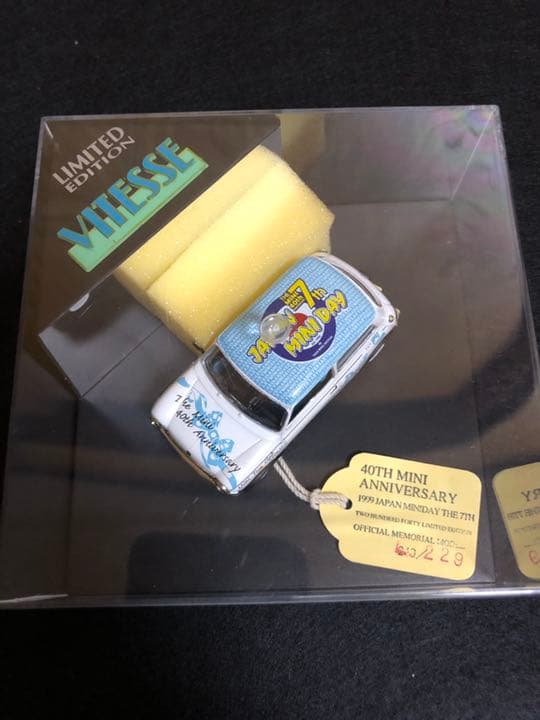 LIMITED
EDITION
VITESSE
7th
JAPAN
MINI DAY
The Mini
40th Anniversary
40TH MINI
ANNIVERSARY
1999 JAPAN MINIDAY THE 7TH
TWO HUNDRED FORTY LIMITED EDITION
OFFICIAL MEMORIAL
229